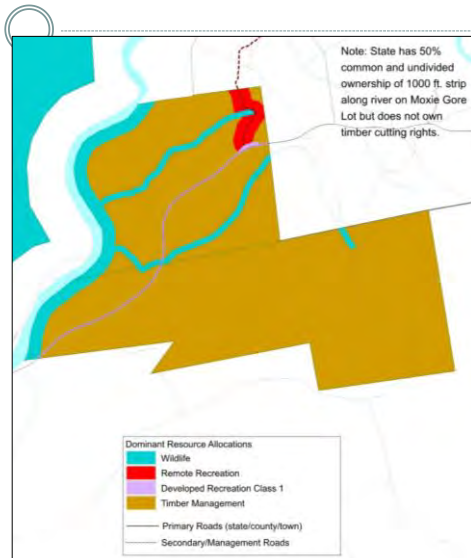 Note: State has 50%
common and undivided
ownership of 1000 ft. strip
along river on Moxie Gore
Lot but does not own
timber cutting rights.
Dominant Resource Allocations
Wildlife
Remote Recreation
Developed Recreation Class 1
Timber Management
Primary Roads (state/county/town)
Secondary/Management Roads